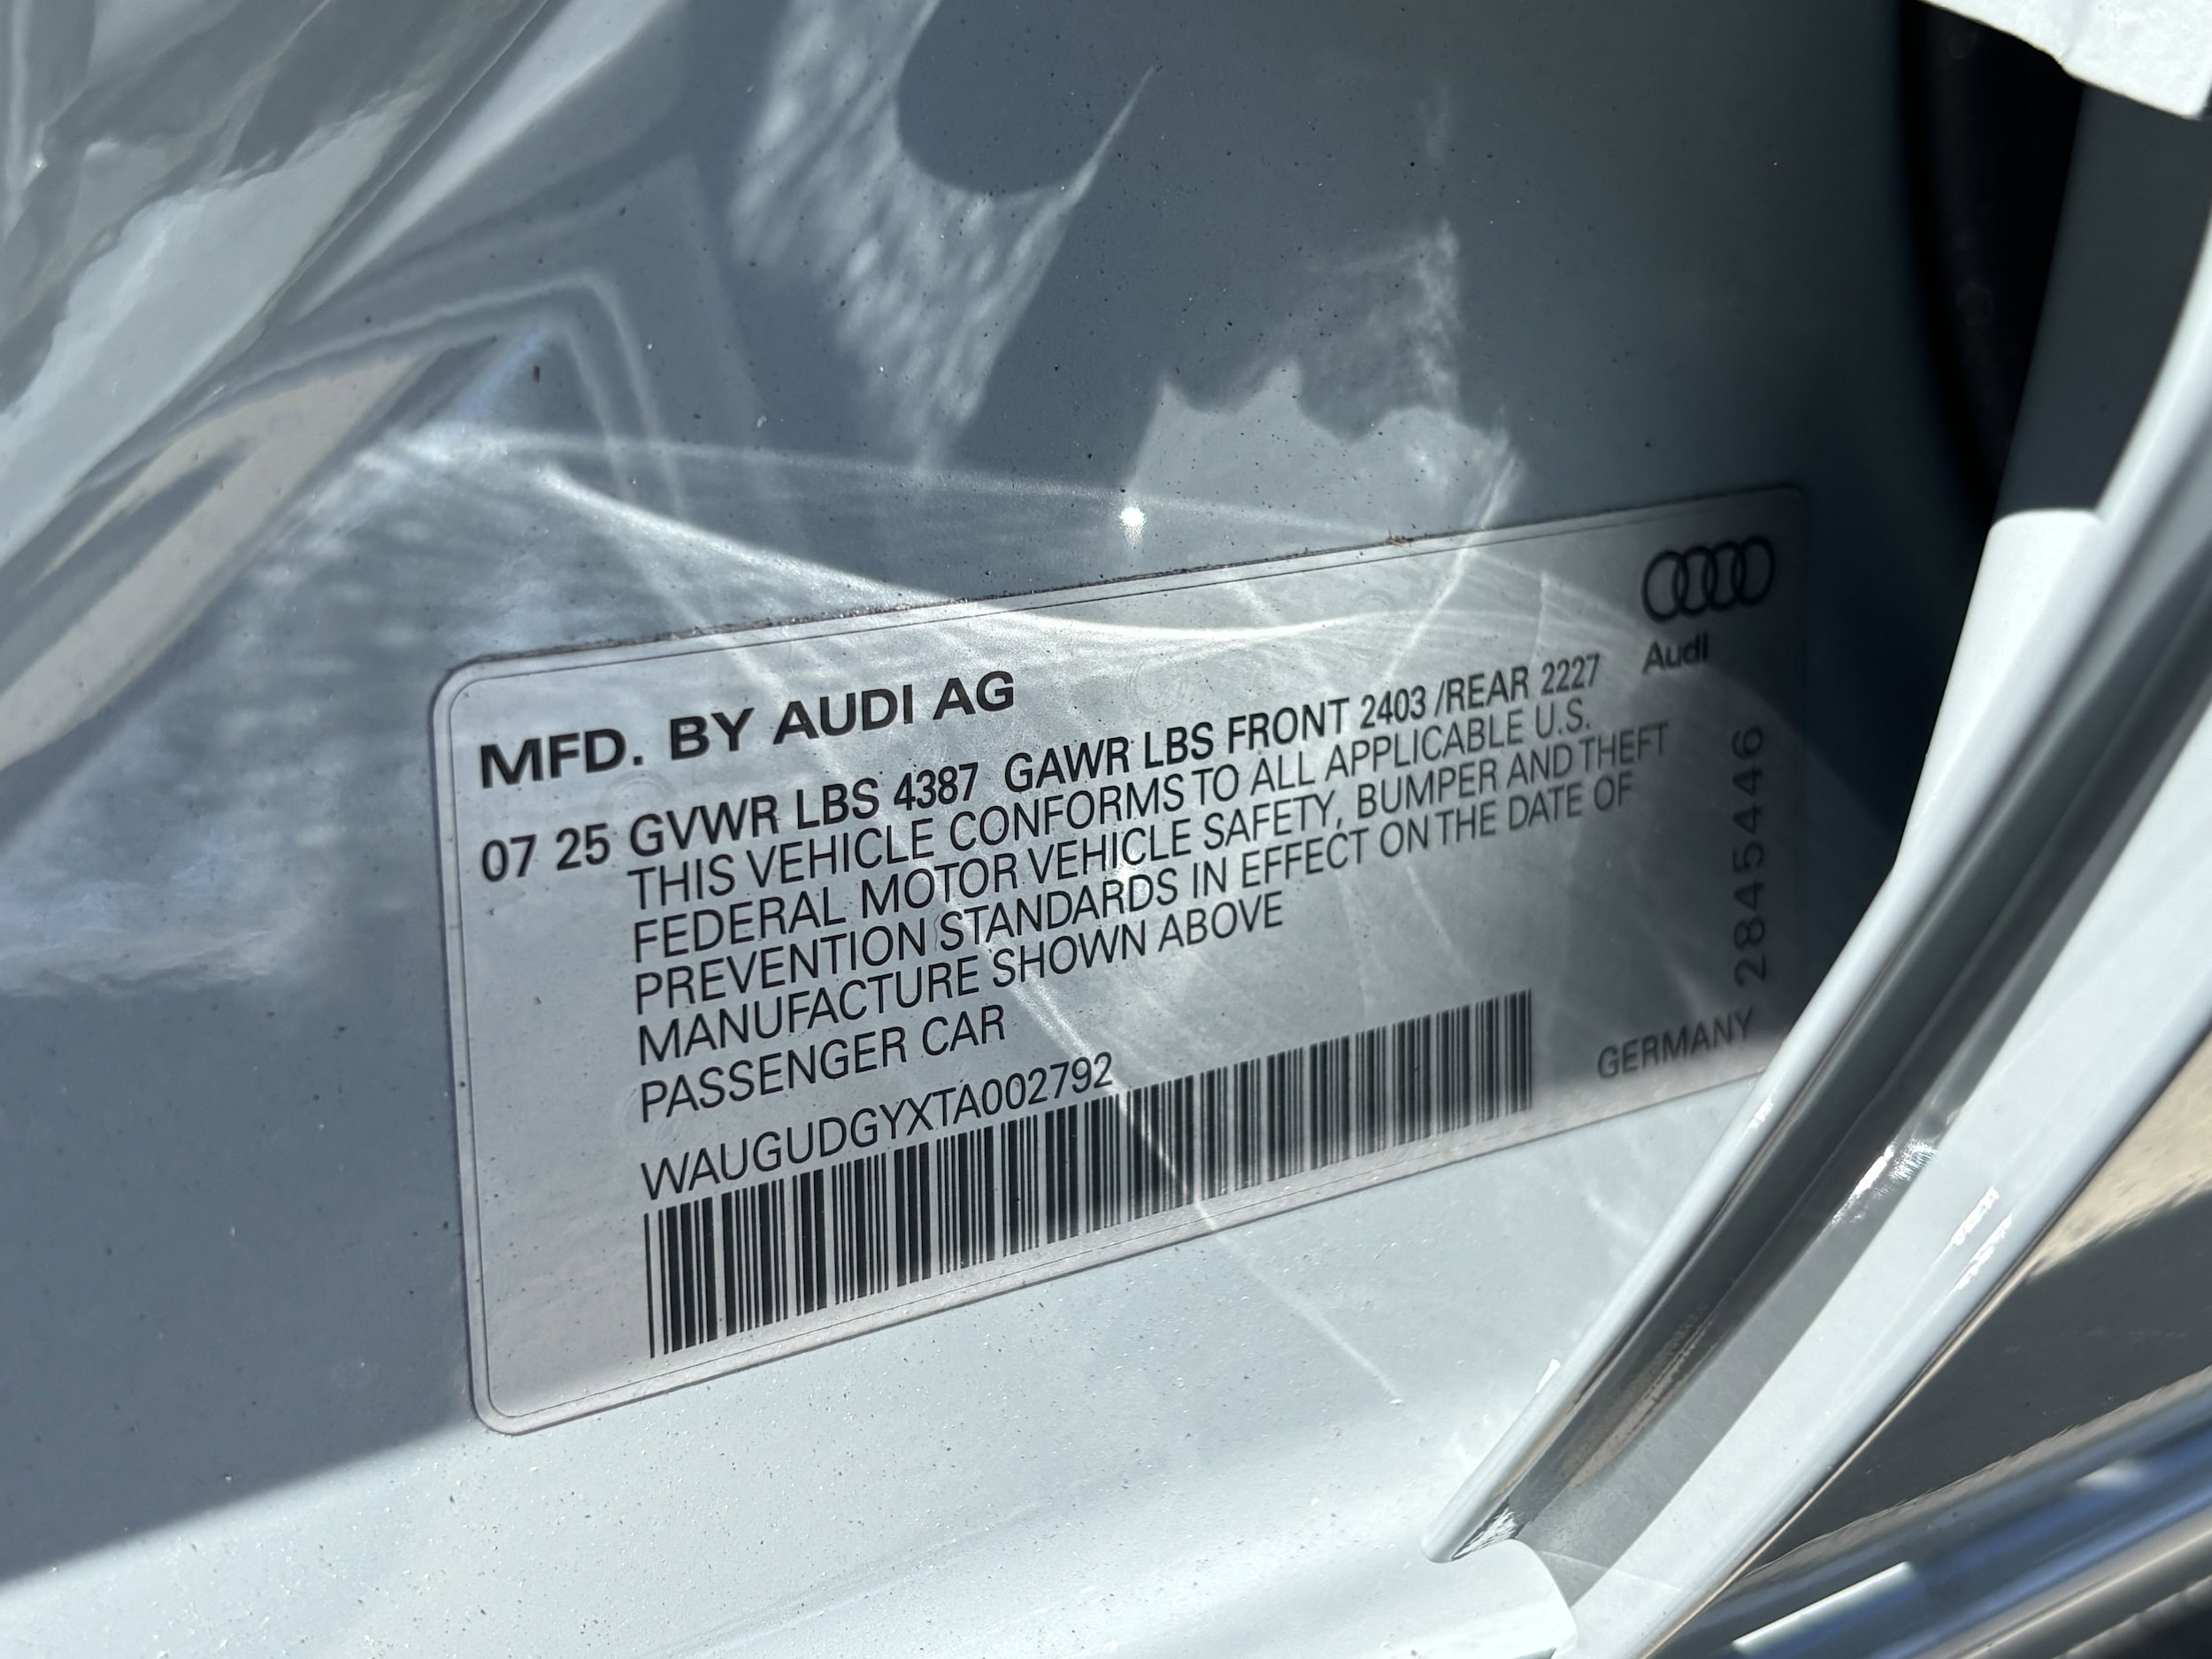 Audi
MFD. BY AUDI AG
07 25 GVWR LBS 4387 GAWR LBS FRONT 2403 /REAR 2227
THIS VEHICLE CONFORMS TO ALL APPLICABLE U.S.
FEDERAL MOTOR VEHICLE SAFETY, BUMPER AND THEFT
PREVENTION STANDARDS IN EFFECT ON THE DATE OF
MANUFACTURE SHOWN ABOVE
PASSENGER CAR
WAUGUDGYXTA002792
GERMANY
2845446